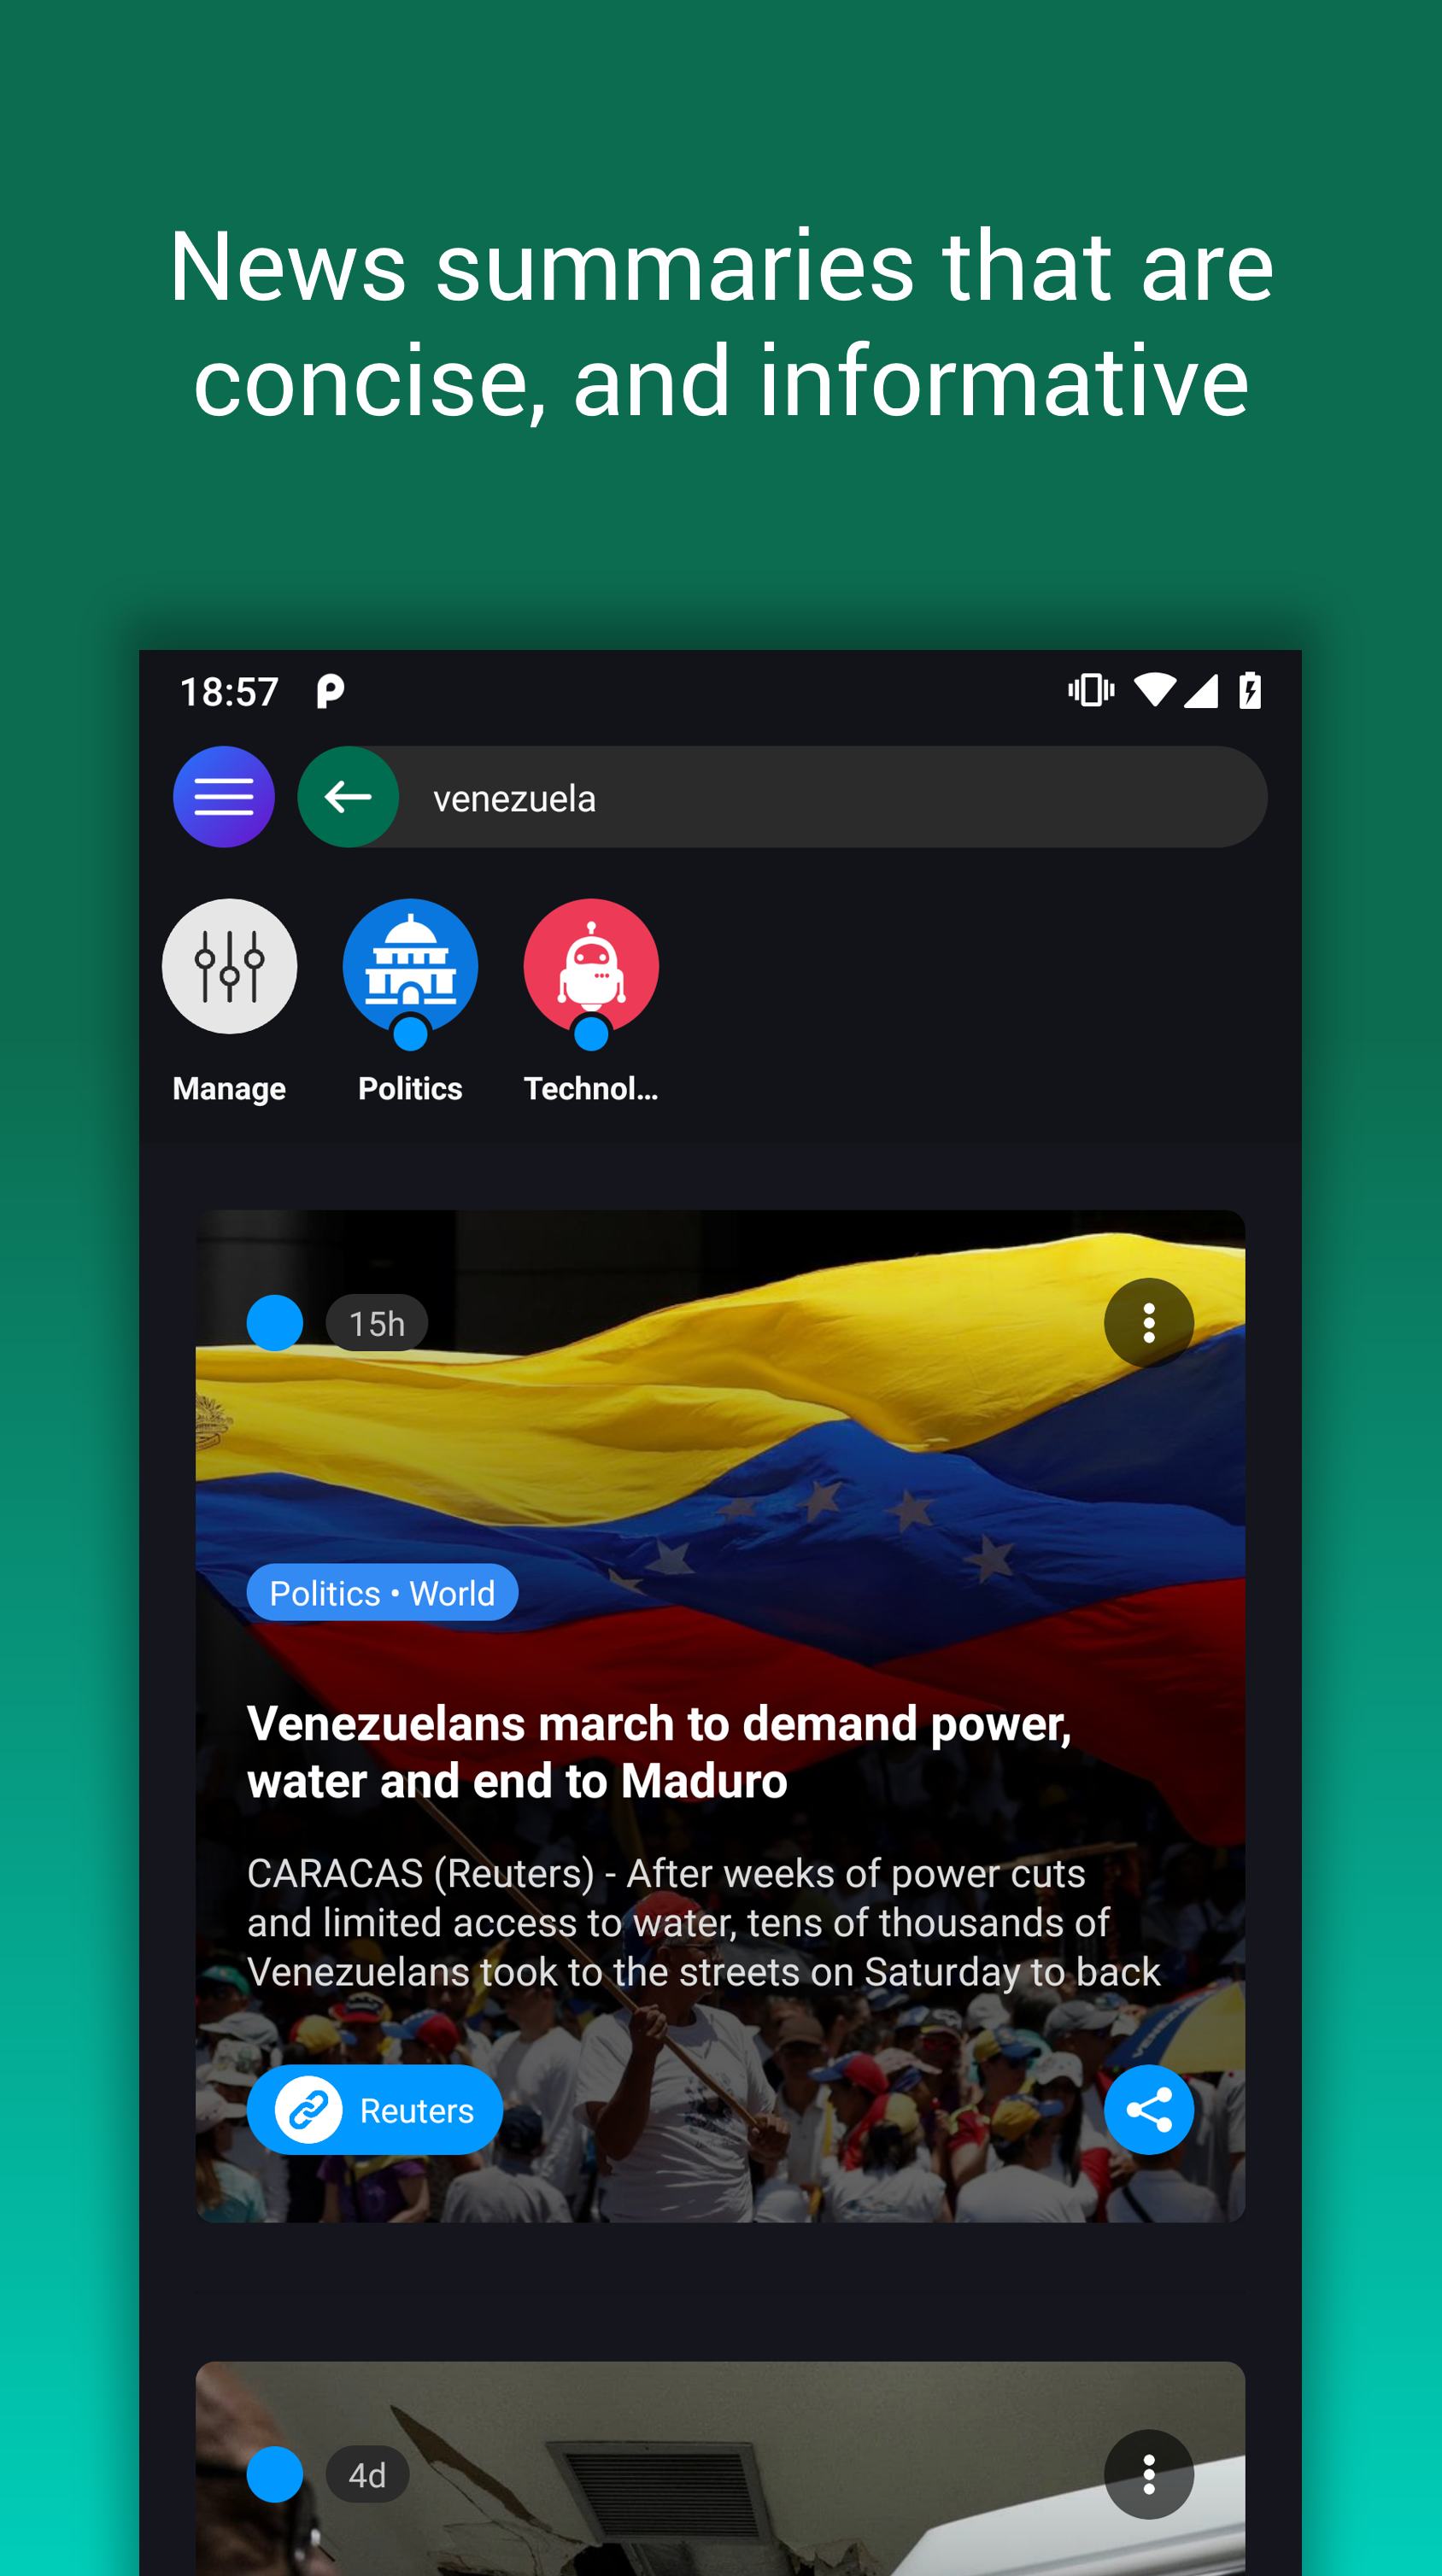 News summaries that are
concise, and informative
18:57
venezuela
Manage
Politics
Technol...
15h
Politics • World
Venezuelans march to demand power,
water and end to Maduro
CARACAS (Reuters) - After weeks of power cuts
and limited access to water, tens of thousands of
Venezuelans took to the streets on Saturday to back
Reuters
4d